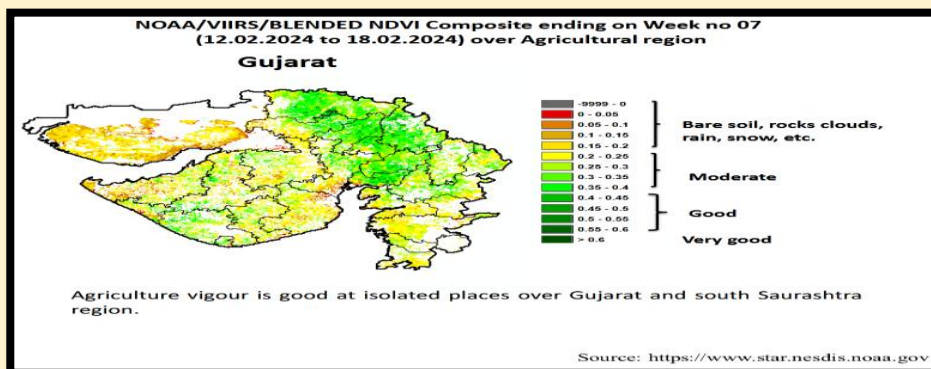 NOAA/VIIRS/BLENDED NDVI Composite ending on Week no 07
(12.02.2024 to 18.02.2024) over Agricultural region
Gujarat
-9999 - 0
0 - 0.05
0.05 - 0.1
0.1 - 0.15
0.15 - 0.2
0.2 - 0.25
0.25 - 0.3
0.3 - 0.35
0.35 - 0.4
0.4 - 0.45
0.45 - 0.5
0.5 - 0.55
0.55 - 0.6
> 0.6
Bare soil, rocks clouds,
rain, snow, etc.
Moderate
Good
Very good
Agriculture vigour is good at isolated places over Gujarat and south Saurashtra
region.
Source: https://www.star.nesdis.noaa.gov